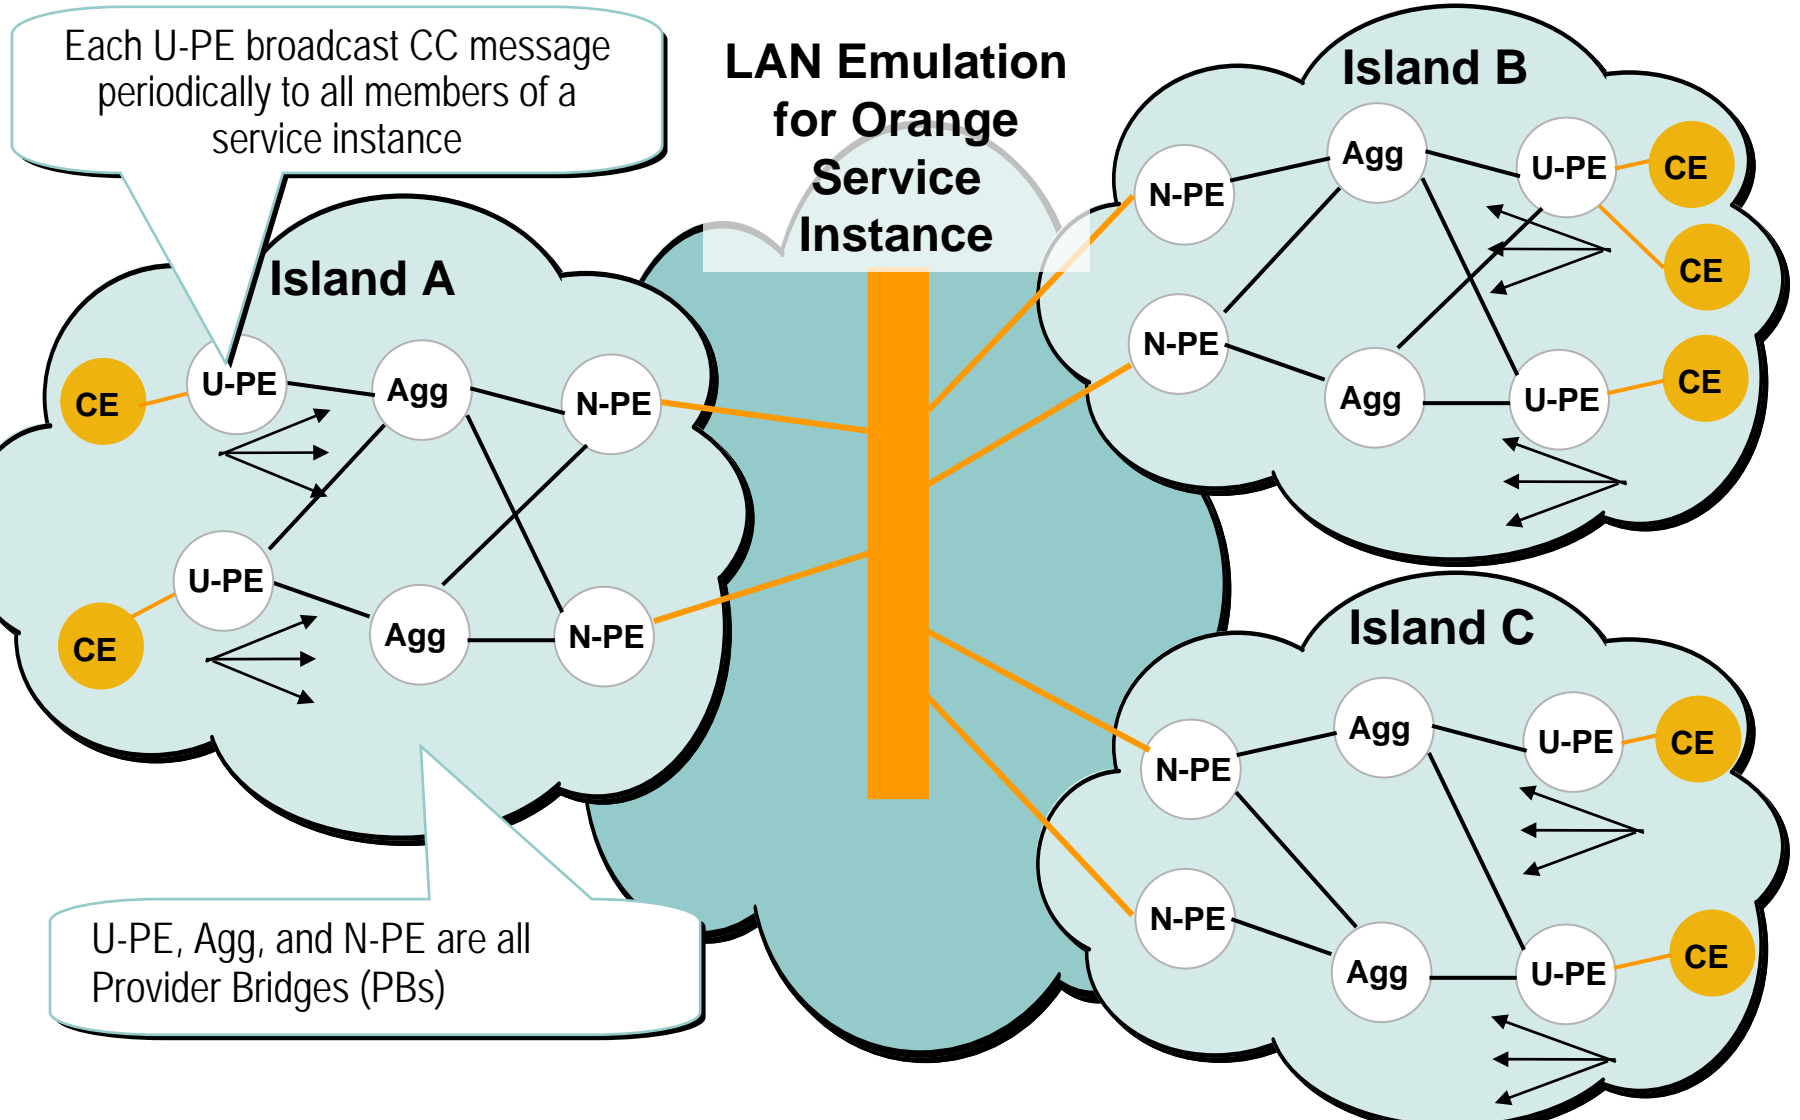 Each U-PE broadcast CC message
periodically to all members of a
service instance
LAN Emulation
for Orange
Service
Instance
Island A
CE
U-PE
Agg
N-PE
CE
U-PE
Agg
N-PE
Island B
N-PE
Agg
U-PE
CE
CE
N-PE
Agg
U-PE
CE
Island C
N-PE
Agg
U-PE
CE
N-PE
Agg
U-PE
CE
U-PE, Agg, and N-PE are all
Provider Bridges (PBs)